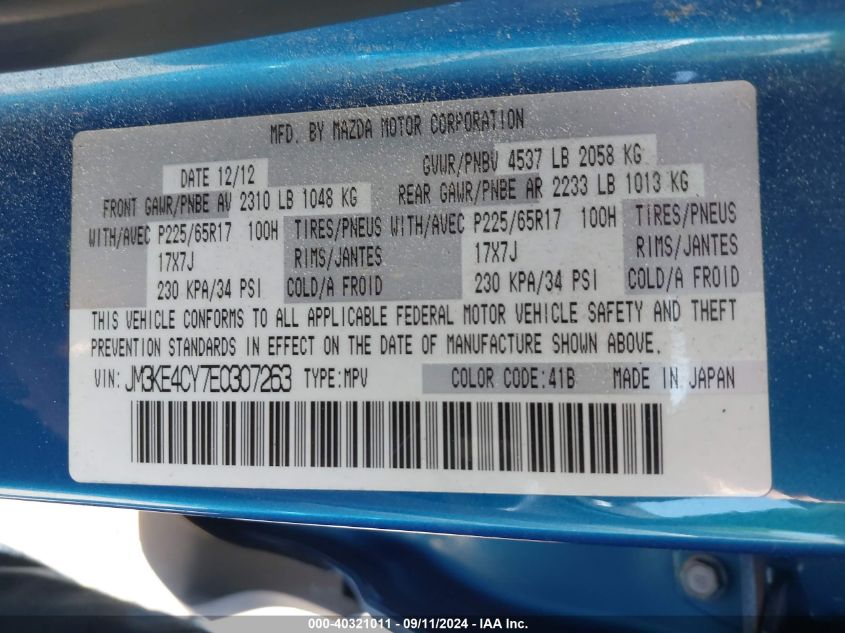 MFD. BY MAZDA MOTOR CORPORATION
DATE 12/12 GVWR/PNBV 4537 LB 2058 KG
FRONT GAWR/PNBE AV 2310 LB 1048 KG REAR GAWR/PNBE AR 2233 LB 1013 KG
WITH/AVEC P225/65R17 100H TIRES/PNEUS WITH/AVEC P225/65R17 100H TIRES/PNEUS
17X7J RIMS/JANTES 17X7J RIMS/JANTES
230 KPA/34 PSI COLD/A FROID 230 KPA/34 PSI COLD/A FROID
THIS VEHICLE CONFORMS TO ALL APPLICABLE FEDERAL MOTOR VEHICLE SAFETY AND THEFT
PREVENTION STANDARDS IN EFFECT ON THE DATE OF MANUFACTURE SHOWN ABOVE.
VIN: JM3KE4CY7E0307263 TYPE:MPV COLOR CODE:41B MADE IN JAPAN
000-40321011 - 09/11/2024 - IAA, Inc.